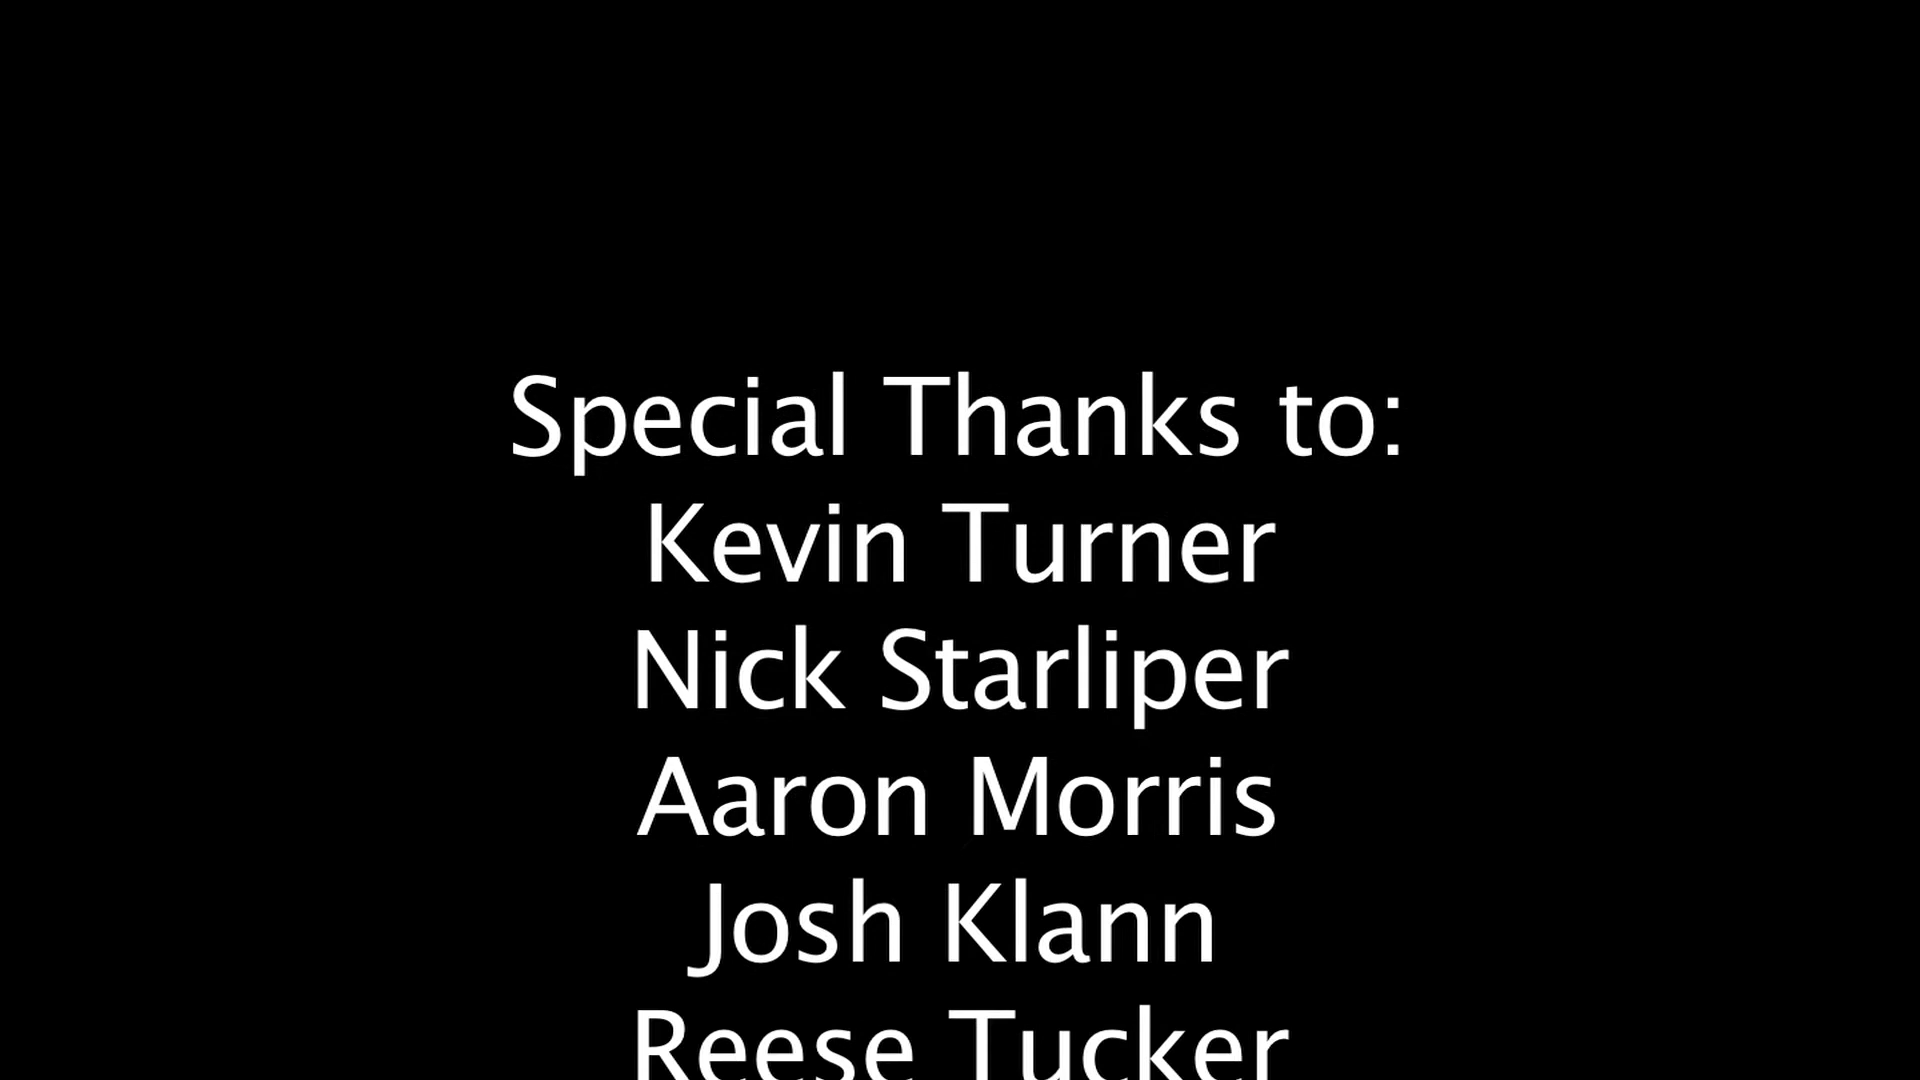 Special Thanks to:
Kevin Turner
Nick Starliper
Aaron Morris
Josh Klann
Reese Tucker